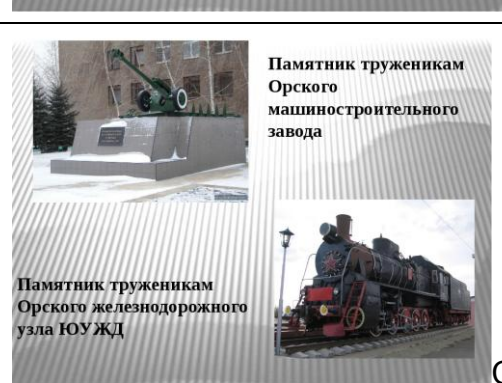 Памятник труженикам
Орского
машиностроительного
завода
Памятник труженикам
Орского железнодорожного
узла ЮУЖД